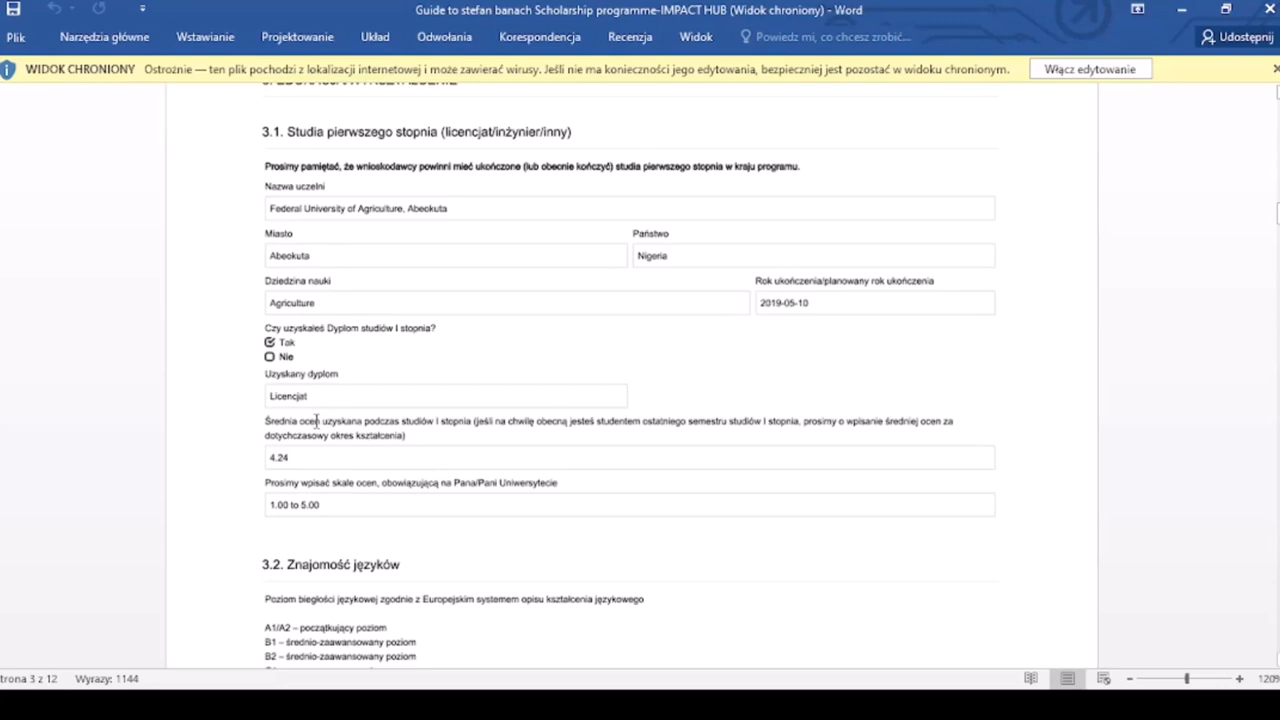 Guide to stefan banach Scholarship programme-IMPACT HUB (Widok chroniony) - Word
Plik Narzędzia główne Wstawianie Projektowanie Układ Odwołania Korespondencja Recenzja Widok Powiedz mi, co chcesz zrobić... Udostępnij
WIDOK CHRONIONY Ostrożnie — ten plik pochodzi z lokalizacji internetowej i może zawierać wirusy. Jeśli nie ma konieczności jego edytowania, bezpieczniej jest pozostać w widoku chronionym. Włącz edytowanie
3.1. Studia pierwszego stopnia (licencjat/inżynier/inny)
Prosimy pamiętać, że wnioskodawcy powinni mieć ukończone (lub obecnie kończyć) studia pierwszego stopnia w kraju programu.
Nazwa uczelni
Federal University of Agriculture, Abeokuta
Miasto Państwo
Abeokuta Nigeria
Dziedzina nauki Rok ukończenia/planowany rok ukończenia
Agriculture 2019-05-10
Czy uzyskałeś Dyplom studiów I stopnia?
Tak
Nie
Uzyskany dyplom
Licencjat
Średnia ocen uzyskana podczas studiów I stopnia (jeśli na chwilę obecną jesteś studentem ostatniego semestru studiów I stopnia, prosimy o wpisanie średniej ocen za
dotychczasowy okres kształcenia)
4.24
Prosimy wpisać skale ocen, obowiązującą na Pana/Pani Uniwersytecie
1.00 to 5.00
3.2. Znajomość języków
Poziom biegłości językowej zgodnie z Europejskim systemem opisu kształcenia językowego
A1/A2 – początkujący poziom
B1 – średnio-zaawansowany poziom
B2 – średnio-zaawansowany poziom
trona 3 z 12 Wyrazy: 1144 120%